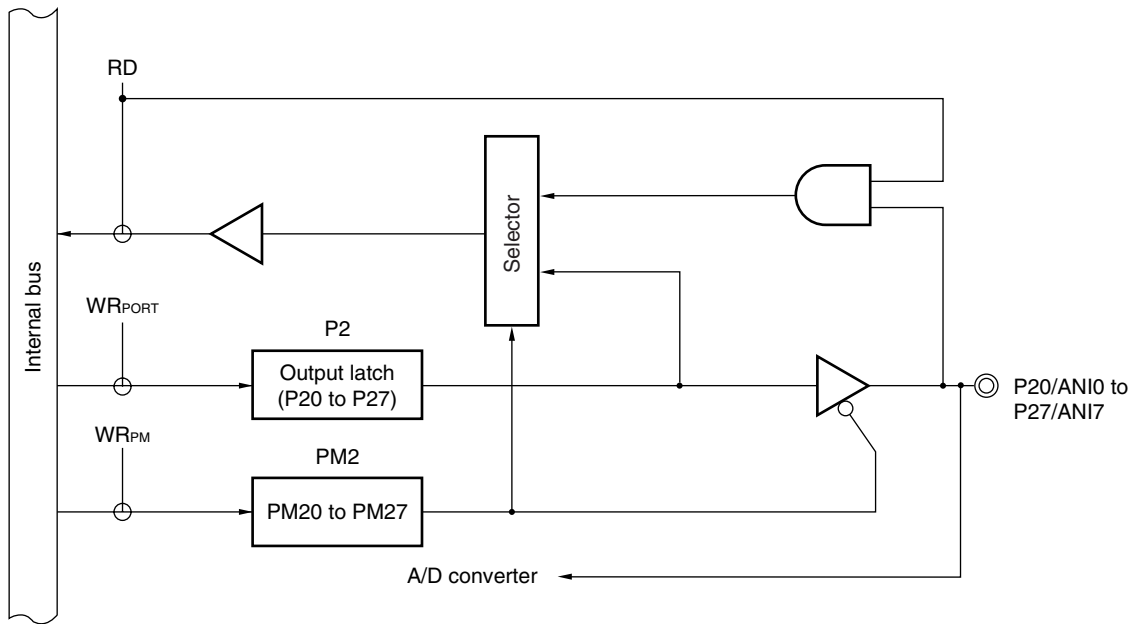 RD
Selector
Internal bus
WRPORT
P2
Output latch
(P20 to P27)
P20/ANI0 to
P27/ANI7
WRPM
PM2
PM20 to PM27
A/D converter